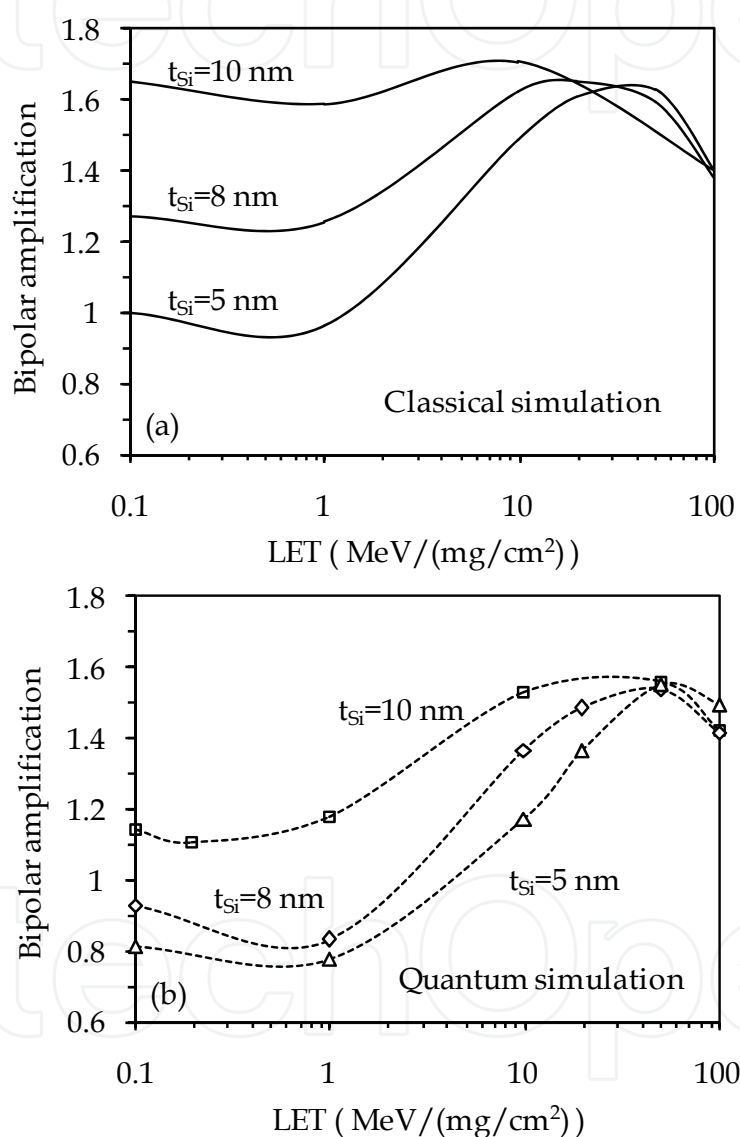 techOp
1.8
1.6
1.4
1.2
1
0.8
0.6
Bipolar amplification
tSi=10 nm
tSi=8 nm
tSi=5 nm
Classical simulation
(a)
0.1 1 10 100
LET ( MeV/(mg/cm²) )
1.8
1.6
1.4
1.2
1
0.8
0.6
Bipolar amplification
tSi=10 nm
tSi=8 nm
tSi=5 nm
Quantum simulation
(b)
techOp
0.1 1 10 100
LET ( MeV/(mg/cm²) )